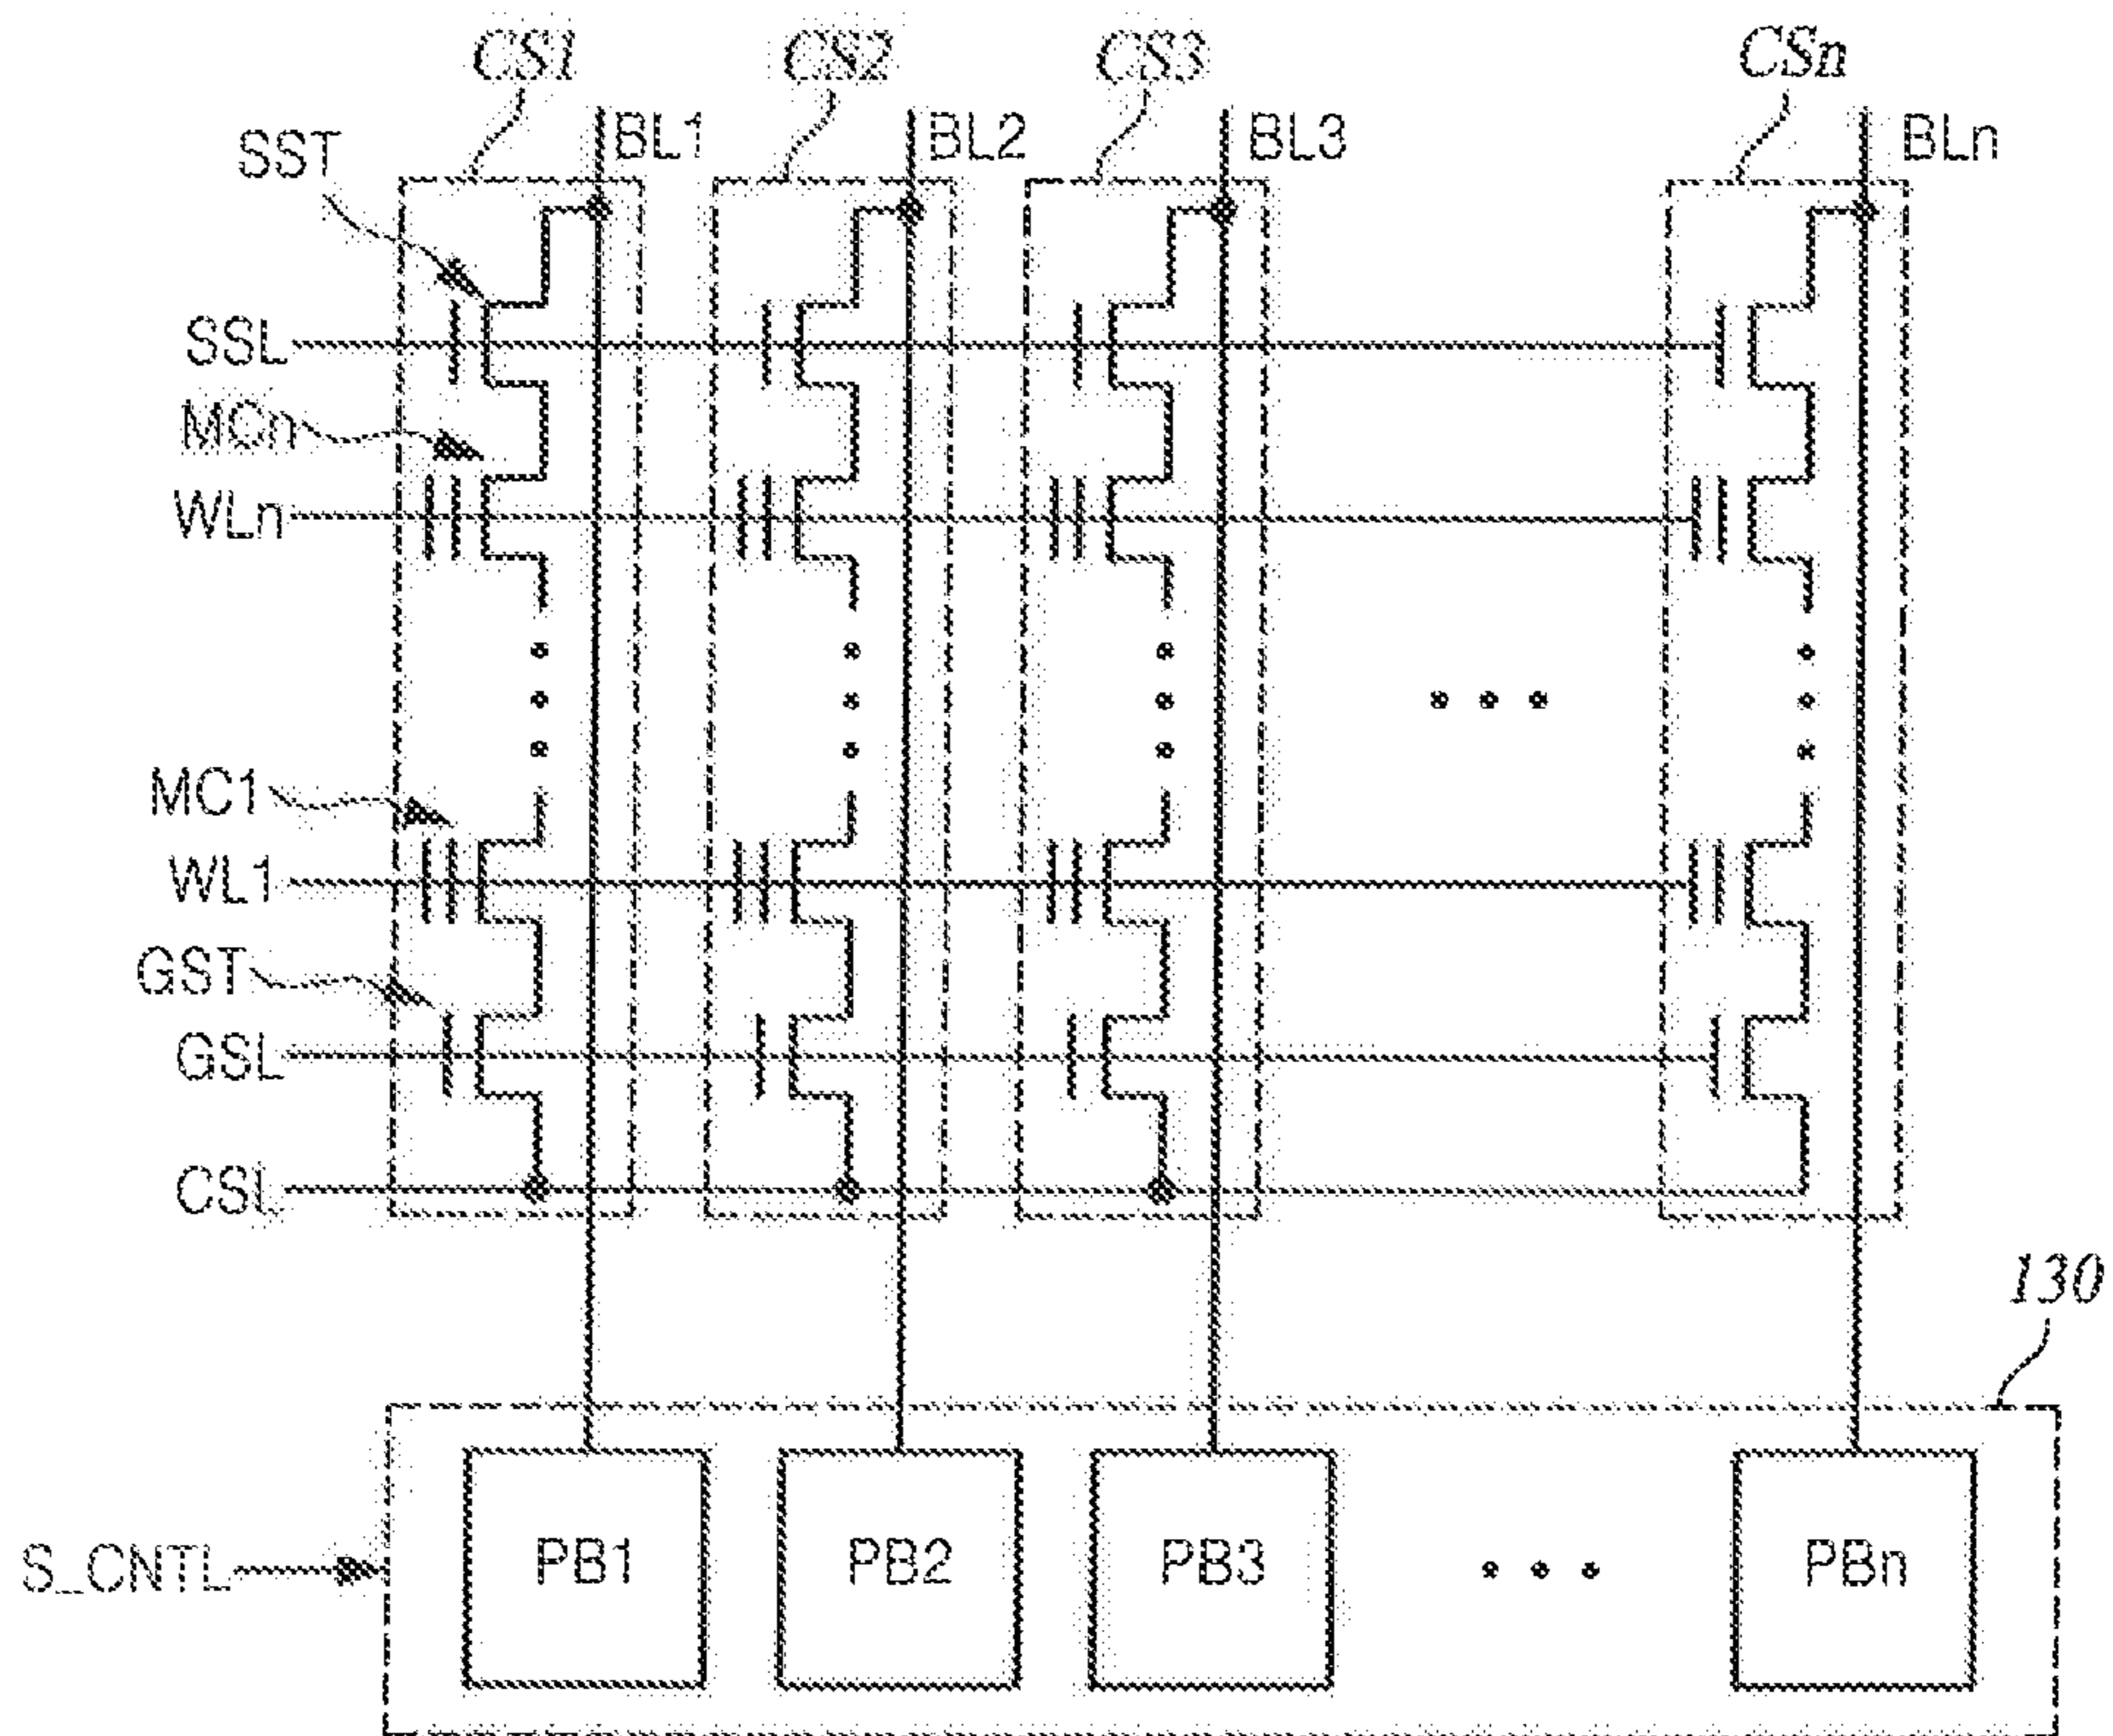 CS1 CS2 CS3 CSn
BL1 BL2 BL3 BLn
SST
SSL
MCn
WLn
MC1
WL1
GST
GSL
CSL
130
S_CNTL PB1 PB2 PB3 PBn